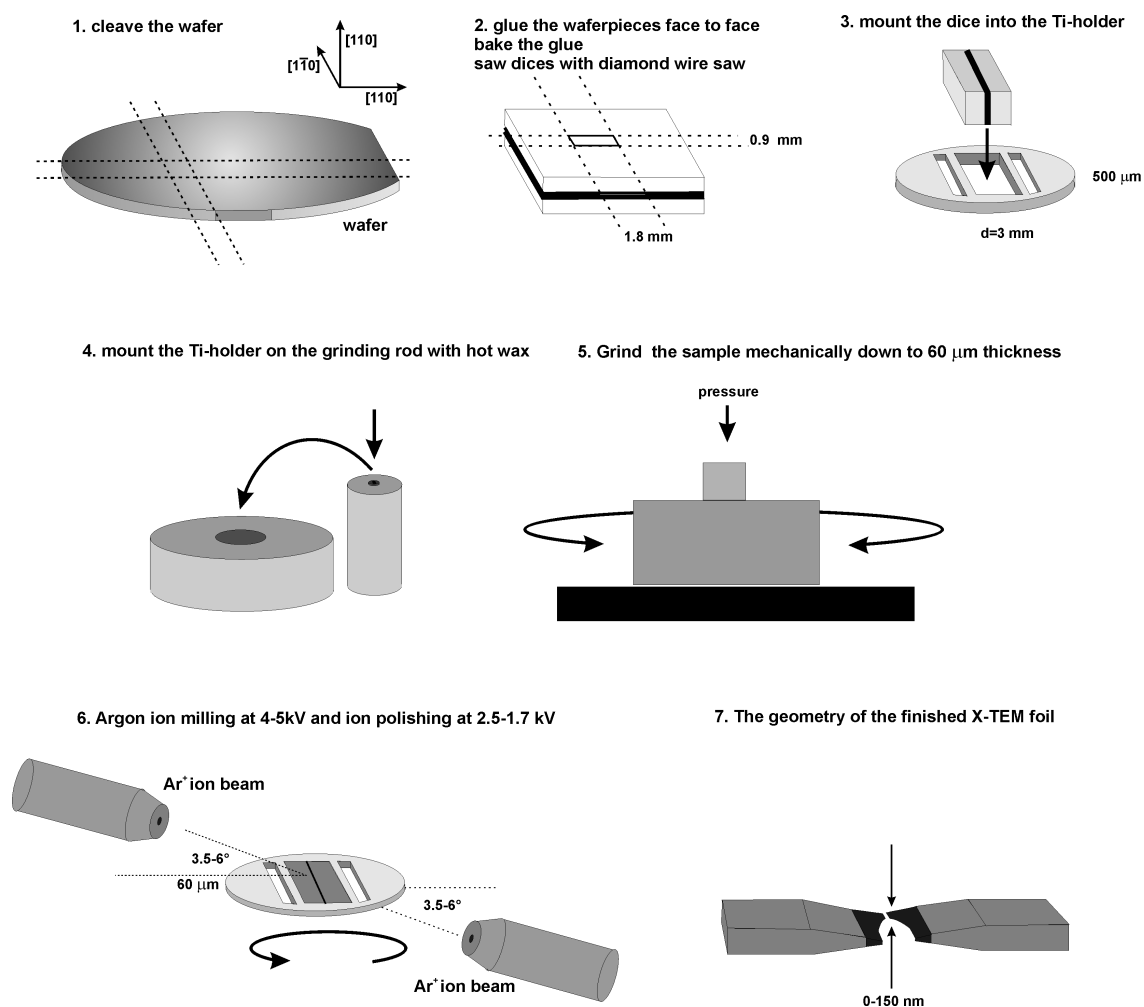 1. cleave the wafer
[110]
[11̄0]
[110]
wafer
2. glue the waferpieces face to face
bake the glue
saw dices with diamond wire saw
0.9 mm
1.8 mm
3. mount the dice into the Ti-holder
500 μm
d=3 mm
4. mount the Ti-holder on the grinding rod with hot wax
5. Grind the sample mechanically down to 60 μm thickness
pressure
6. Argon ion milling at 4-5kV and ion polishing at 2.5-1.7 kV
Ar⁺ion beam
3.5-6°
60 μm
3.5-6°
Ar⁺ion beam
7. The geometry of the finished X-TEM foil
0-150 nm